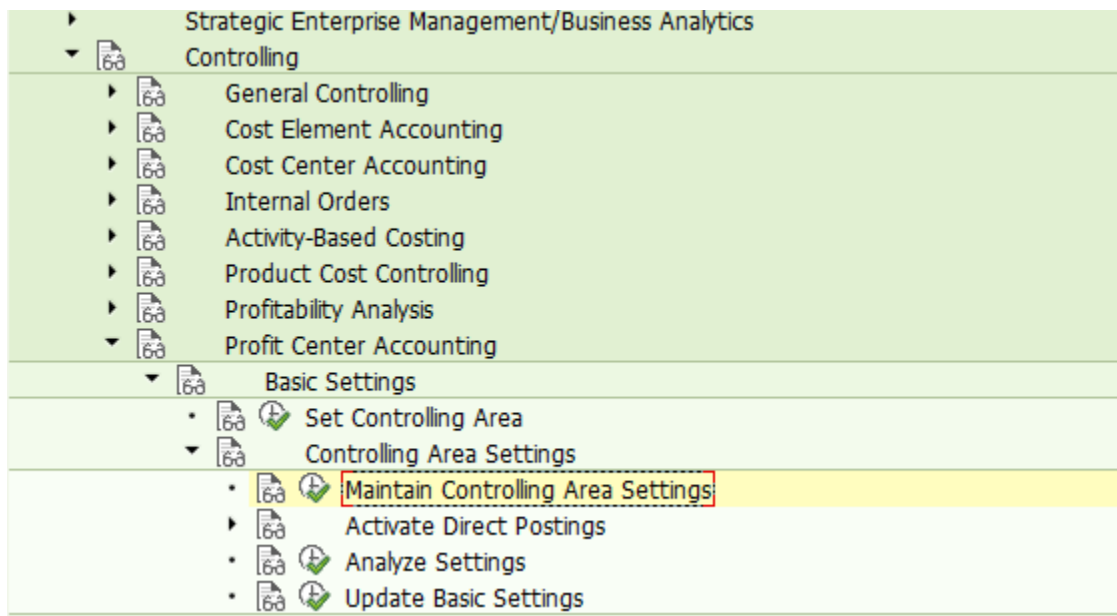 Strategic Enterprise Management/Business Analytics
Controlling
General Controlling
Cost Element Accounting
Cost Center Accounting
Internal Orders
Activity-Based Costing
Product Cost Controlling
Profitability Analysis
Profit Center Accounting
Basic Settings
Set Controlling Area
Controlling Area Settings
Maintain Controlling Area Settings
Activate Direct Postings
Analyze Settings
Update Basic Settings